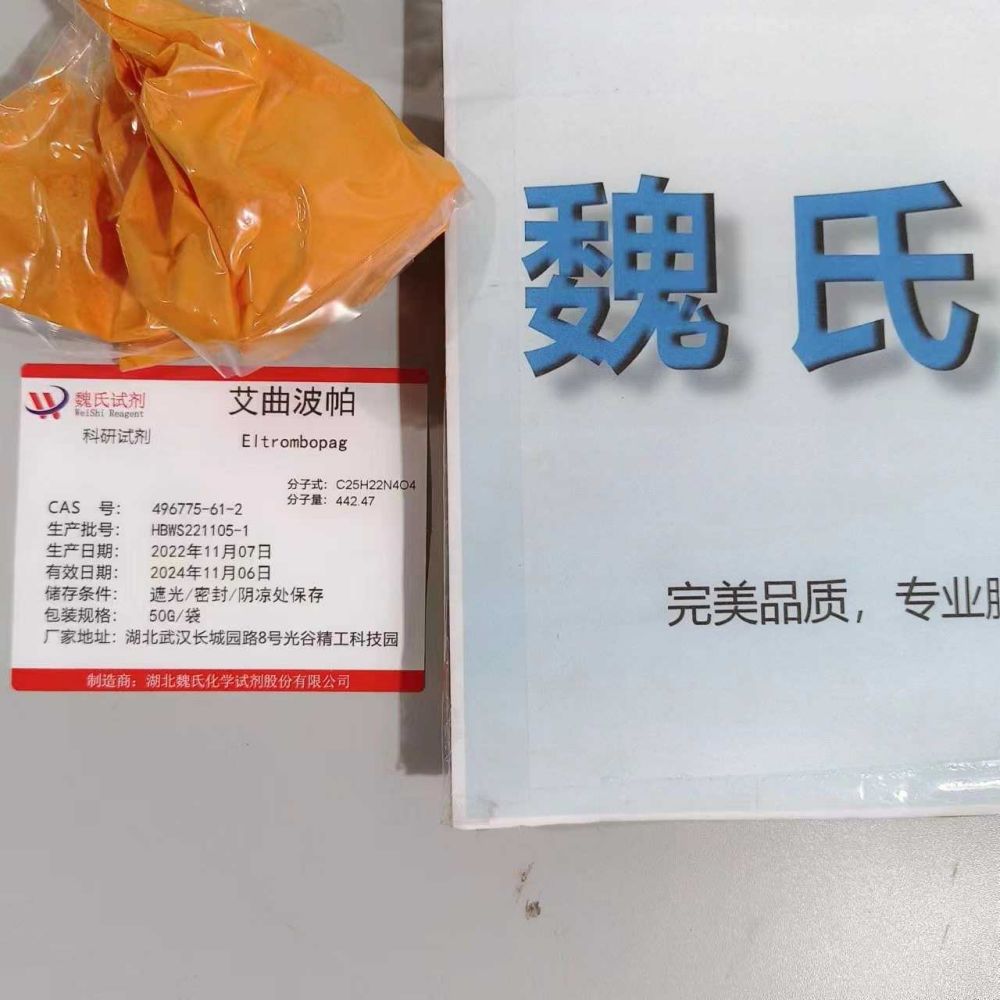 魏氏试剂
WeiShi Reagent
科研试剂
艾曲波帕
Eltrombopag
分子式: C25H22N4O4
分子量: 442.47
CAS 号: 496775-61-2
生产批号: HBWS221105-1
生产日期: 2022年11月07日
有效日期: 2024年11月06日
储存条件: 遮光/密封/阴凉处保存
包装规格: 50G/袋
厂家地址: 湖北武汉长城园路8号光谷精工科技园
制造商: 湖北魏氏化学试剂股份有限公司
魏氏
完美品质，专业